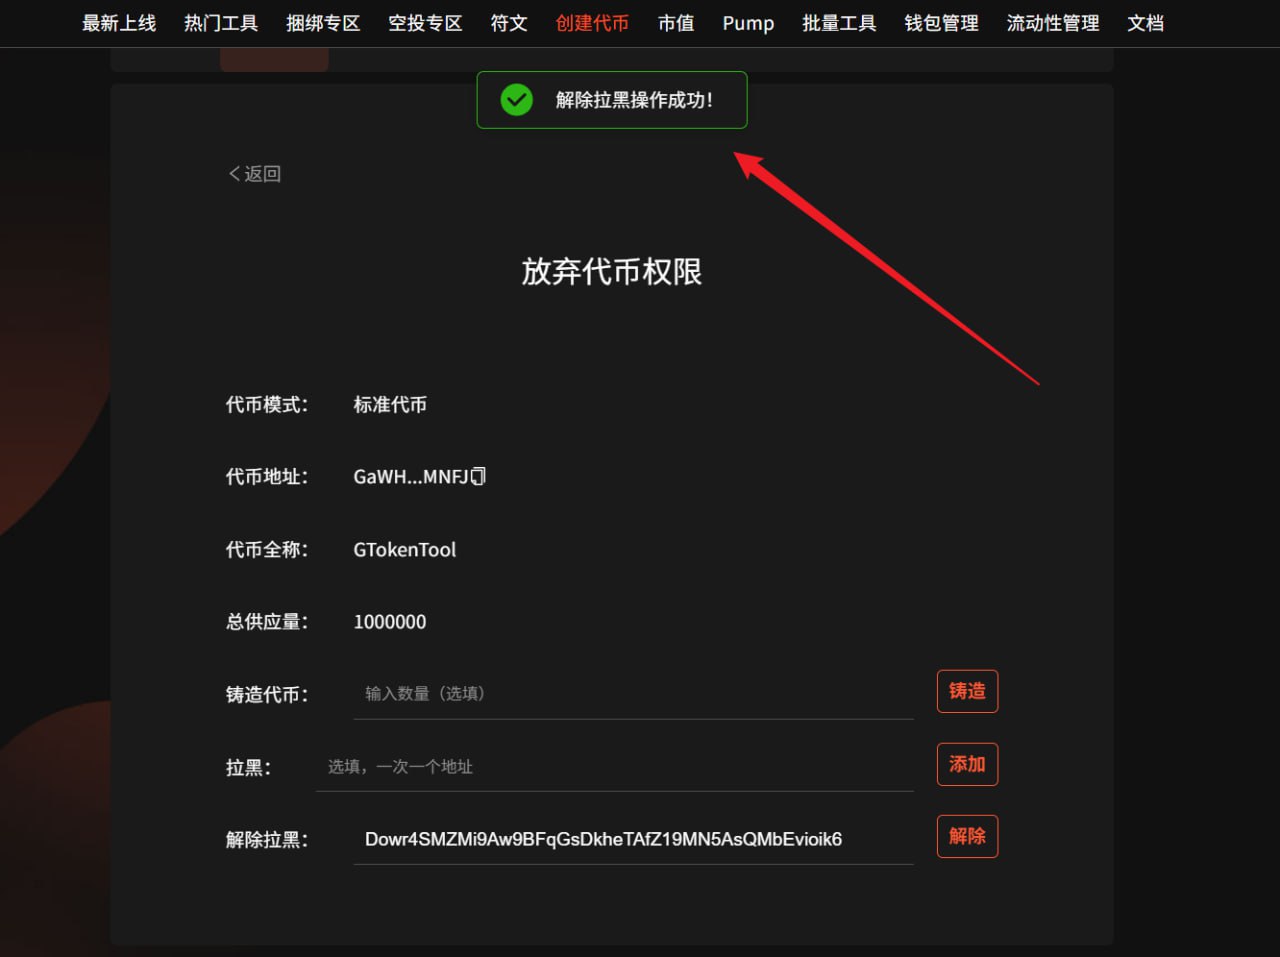 最新上线 热门工具 捆绑专区 空投专区 符文 创建代币 市值 Pump 批量工具 钱包管理 流动性管理 文档
解除拉黑操作成功!
返回
放弃代币权限
代币模式: 标准代币
代币地址: GaWH...MNFJ
代币全称: GTokenTool
总供应量: 1000000
铸造代币: 输入数量（选填） 铸造
拉黑: 选填，一次一个地址 添加
解除拉黑: Dowr4SMZMi9Aw9BFqGsDkheTAfZ19MN5AsQMbEvioik6 解除